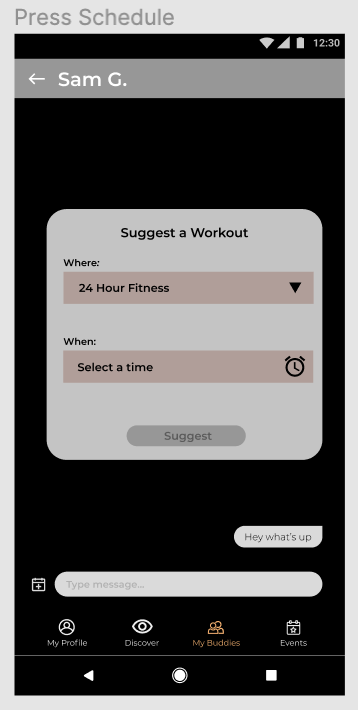 Press Schedule
12:30
Sam G.
Suggest a Workout
Where:
24 Hour Fitness
When:
Select a time
Suggest
Hey what's up
Type message...
My Profile
Discover
My Buddies
Events